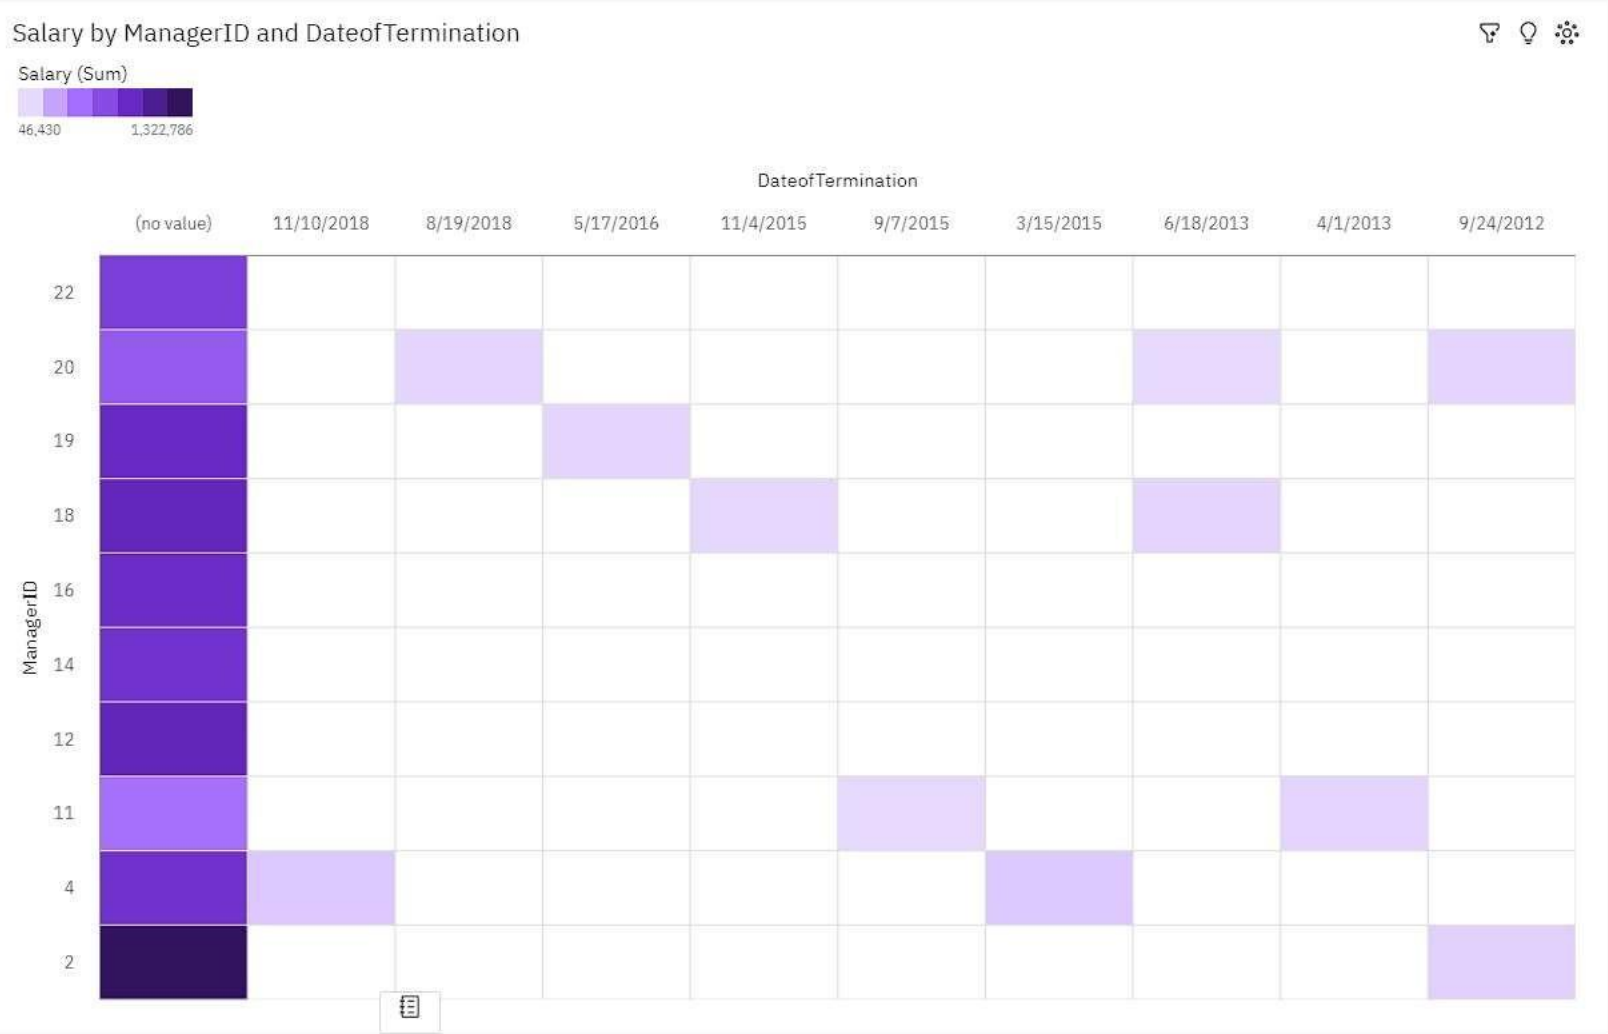 Salary by ManagerID and DateofTermination
Salary (Sum)
46,430 1,322,786
DateofTermination
(no value) 11/10/2018 8/19/2018 5/17/2016 11/4/2015 9/7/2015 3/15/2015 6/18/2013 4/1/2013 9/24/2012
ManagerID
22
20
19
18
16
14
12
11
4
2